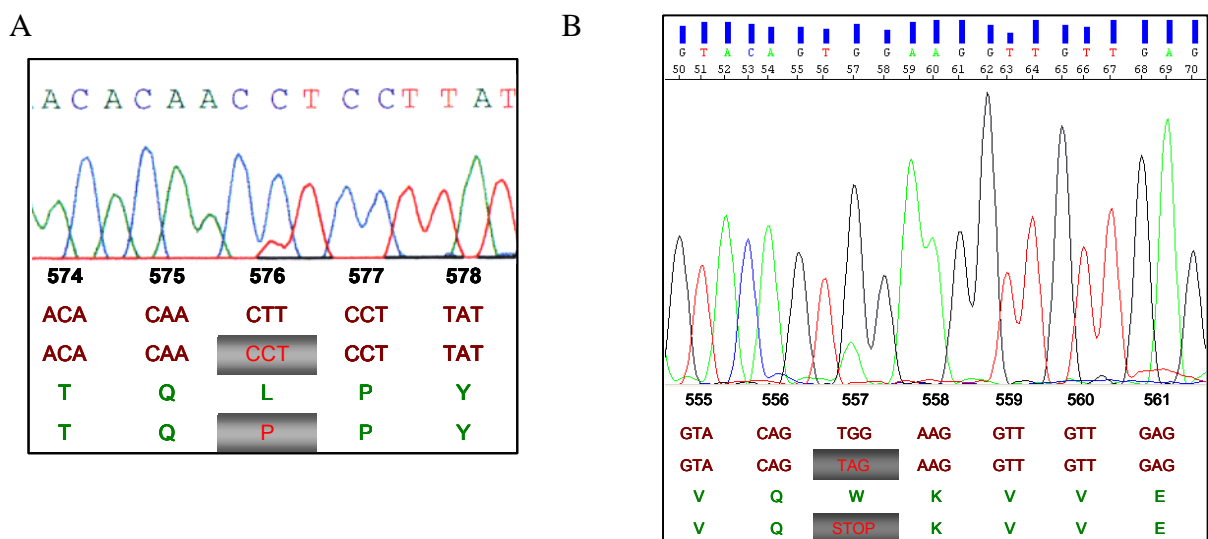 A
A C A C A A C C T C C T T A T
574 575 576 577 578
ACA CAA CTT CCT TAT
ACA CAA CCT CCT TAT
T Q L P Y
T Q P P Y
B
G T A C A G T G G A A G G T T G T T G A G
50 51 52 53 54 55 56 57 58 59 60 61 62 63 64 65 66 67 68 69 70
555 556 557 558 559 560 561
GTA CAG TGG AAG GTT GTT GAG
GTA CAG TAG AAG GTT GTT GAG
V Q W K V V E
V Q STOP K V V E